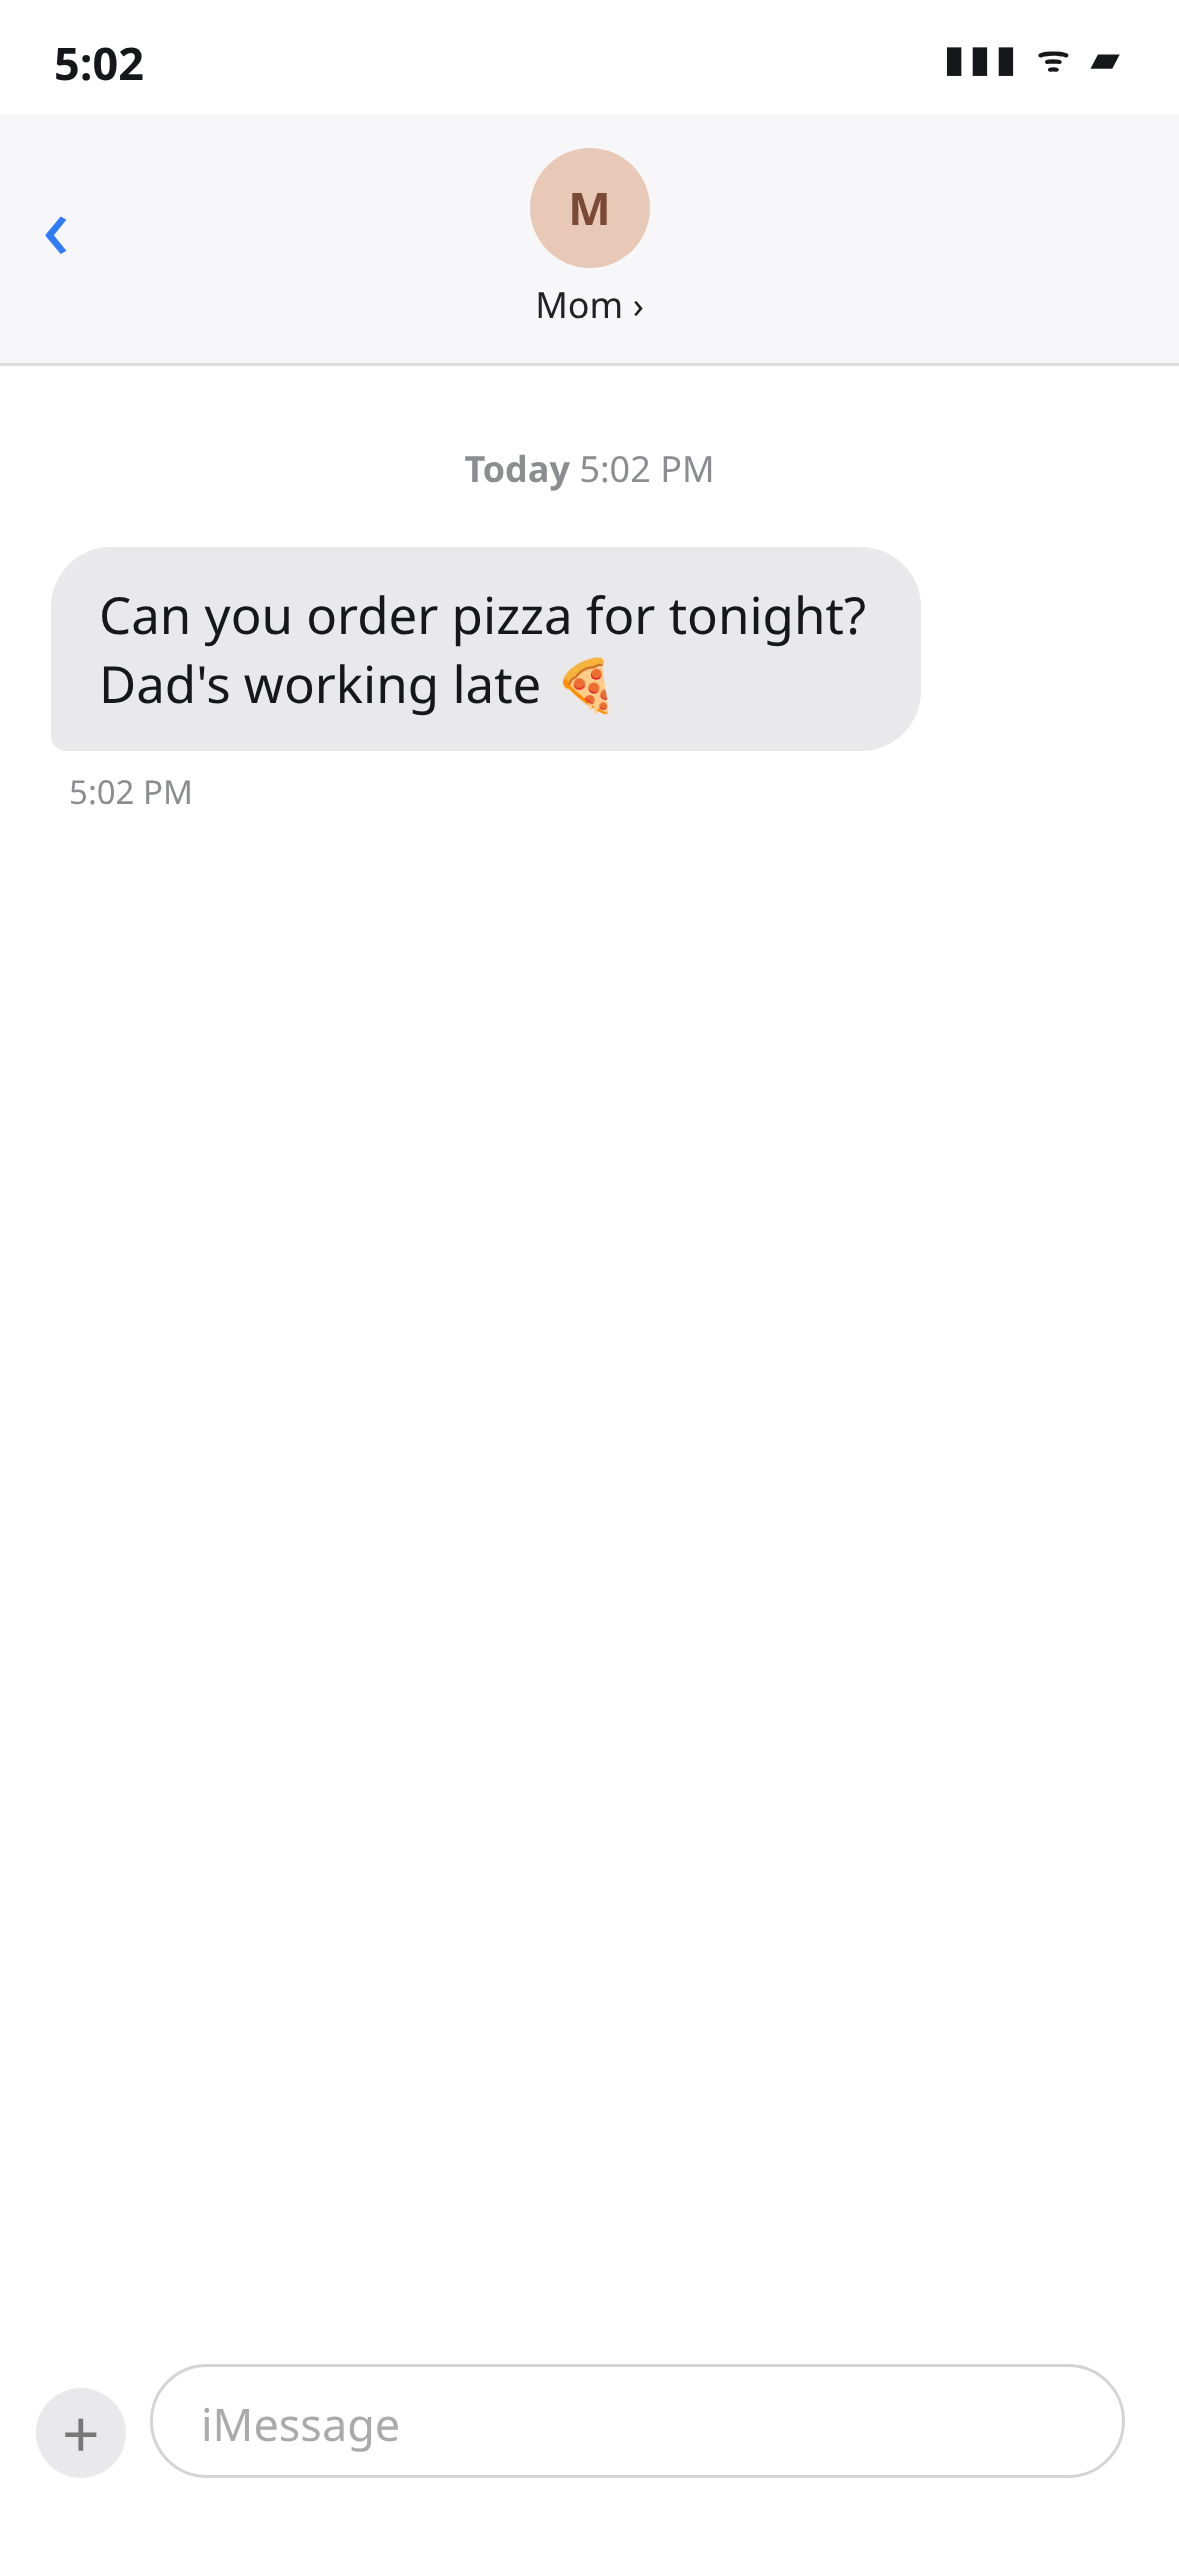 5:02
M
Mom ›
Today 5:02 PM
Can you order pizza for tonight?
Dad's working late 🍕
5:02 PM
+
iMessage